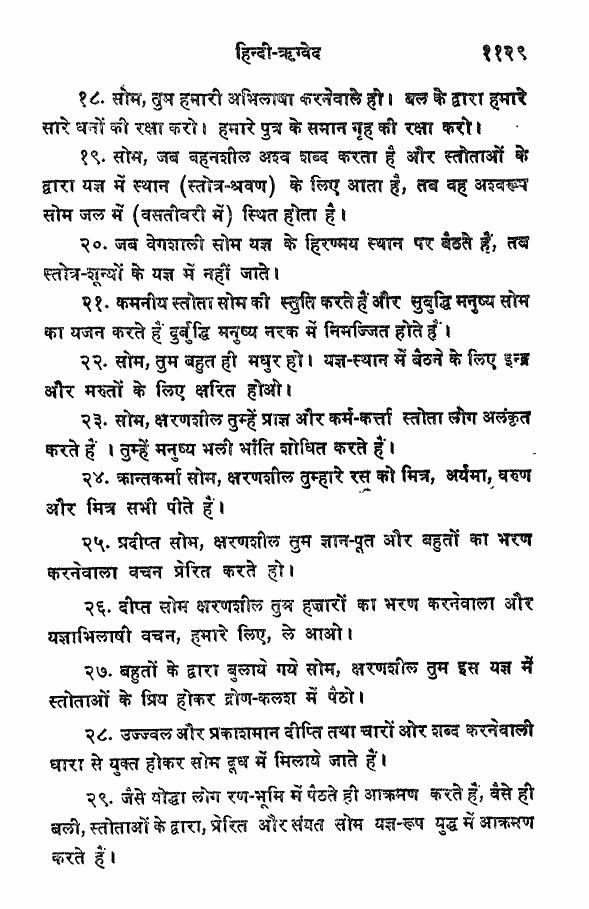 हिन्दी-ऋग्वेद ११२९
१८. सोम, तुम हमारी अभिलाषा करनेवाले हो। बल के द्वारा हमारे
सारे धनों की रक्षा करो। हमारे पुत्र के समान गृह की रक्षा करो।
१९. सोम, जब वहनशील अश्व शब्द करता है और स्तोताओं के
द्वारा यज्ञ में स्थान (स्तोत्र-श्रवण) के लिए आता है, तब वह अश्वरूप
सोम जल में (वसतीवरी में) स्थित होता है।
२०. जब वेगशाली सोम यज्ञ के हिरण्मय स्थान पर बैठते हैं, तब
स्तोत्र-शून्यों के यज्ञ में नहीं जाते।
२१. कमनीय स्तोता सोम की स्तुति करते हैं और सुबुद्धि मनुष्य सोम
का यजन करते हैं दुर्बुद्धि मनुष्य नरक में निमज्जित होते हैं।
२२. सोम, तुम बहुत ही मधुर हो। यज्ञ-स्थान में बैठने के लिए इन्द्र
और मरुतों के लिए क्षरित होओ।
२३. सोम, क्षरणशील तुम्हें प्राज्ञ और कर्म-कर्त्ता स्तोता लोग अलंकृत
करते हैं । तुम्हें मनुष्य भली भाँति शोधित करते हैं।
२४. क्रान्तकर्मा सोम, क्षरणशील तुम्हारे रस को मित्र, अर्यमा, वरुण
और मित्र सभी पीते हैं।
२५. प्रदीप्त सोम, क्षरणशील तुम ज्ञान-पूत और बहुतों का भरण
करनेवाला वचन प्रेरित करते हो।
२६. दीप्त सोम क्षरणशील तुम हजारों का भरण करनेवाला और
यज्ञाभिलाषी वचन, हमारे लिए, ले आओ।
२७. बहुतों के द्वारा बुलाये गये सोम, क्षरणशील तुम इस यज्ञ में
स्तोताओं के प्रिय होकर द्रोण-कलश में पैठो।
२८. उज्ज्वल और प्रकाशमान दीप्ति तथा चारों ओर शब्द करनेवाली
धारा से युक्त होकर सोम दूध में मिलाये जाते हैं।
२९. जैसे योद्धा लोग रण-भूमि में पैठते ही आक्रमण करते हैं, वैसे ही
बली, स्तोताओं के द्वारा, प्रेरित और संयत सोम यज्ञ-रूप युद्ध में आक्रमण
करते हैं।